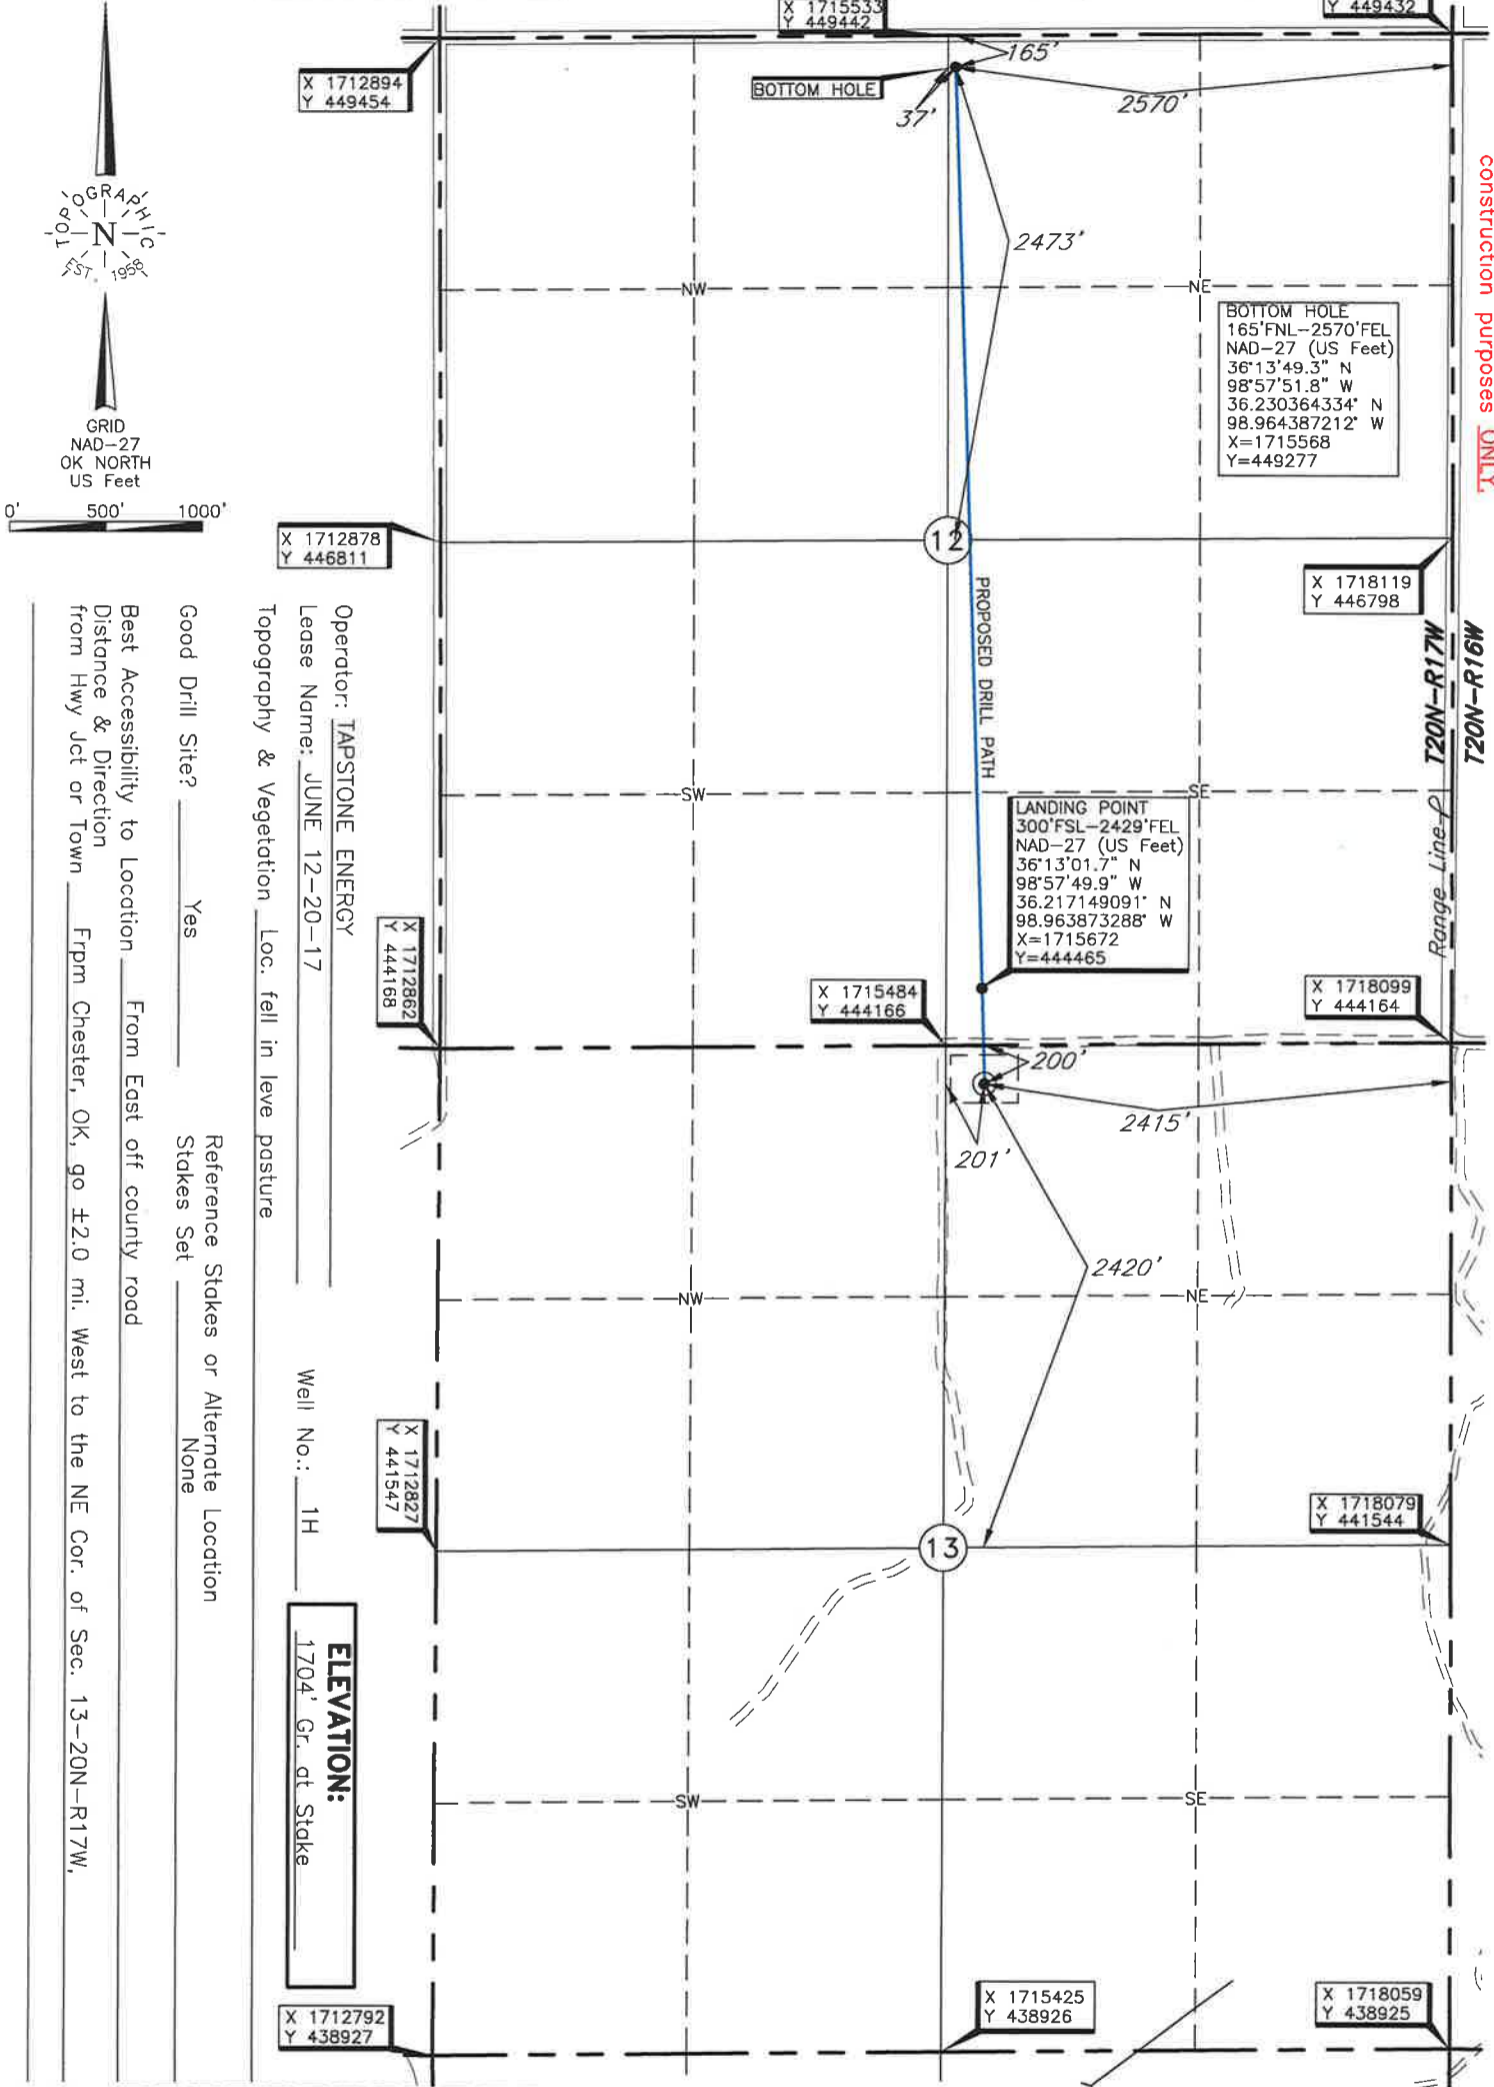 X 1715533
Y 449442
Y 449432
X 1712894
Y 449454
BOTTOM HOLE
165'
37'
2570'
2473'
construction purposes ONLY.
TOPOGRAPHIC
N
EST. 1958
GRID
NAD-27
OK NORTH
US Feet
0' 500' 1000'
NW
NE
BOTTOM HOLE
165'FNL-2570'FEL
NAD-27 (US Feet)
36°13'49.3" N
98°57'51.8" W
36.230364334° N
98.964387212° W
X=1715568
Y=449277
X 1712878
Y 446811
12
X 1718119
Y 446798
T20N-R17W
T20N-R16W
PROPOSED DRILL PATH
SW
SE
Range Line
LANDING POINT
300'FSL-2429'FEL
NAD-27 (US Feet)
36°13'01.7" N
98°57'49.9" W
36.217149091° N
98.963873288° W
X=1715672
Y=444465
X 1712862
Y 444168
X 1715484
Y 444166
X 1718099
Y 444164
200'
2415'
201'
2420'
NW
NE
X 1712827
Y 441547
13
X 1718079
Y 441544
SW
SE
X 1712792
Y 438927
X 1715425
Y 438926
X 1718059
Y 438925
Operator: TAPSTONE ENERGY
Lease Name: JUNE 12-20-17 Well No.: 1H
ELEVATION:
1704' Gr. at Stake
Topography & Vegetation Loc. fell in leve pasture
Reference Stakes or Alternate Location
Good Drill Site? Yes Stakes Set None
Best Accessibility to Location From East off county road
Distance & Direction
from Hwy Jct or Town Frpm Chester, OK, go ±2.0 mi. West to the NE Cor. of Sec. 13-20N-R17W,